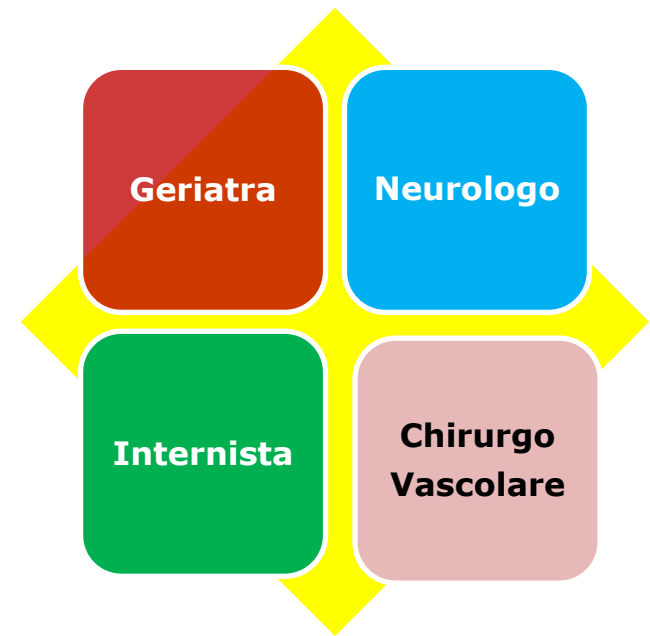 Geriatra
Neurologo
Internista
Chirurgo
Vascolare